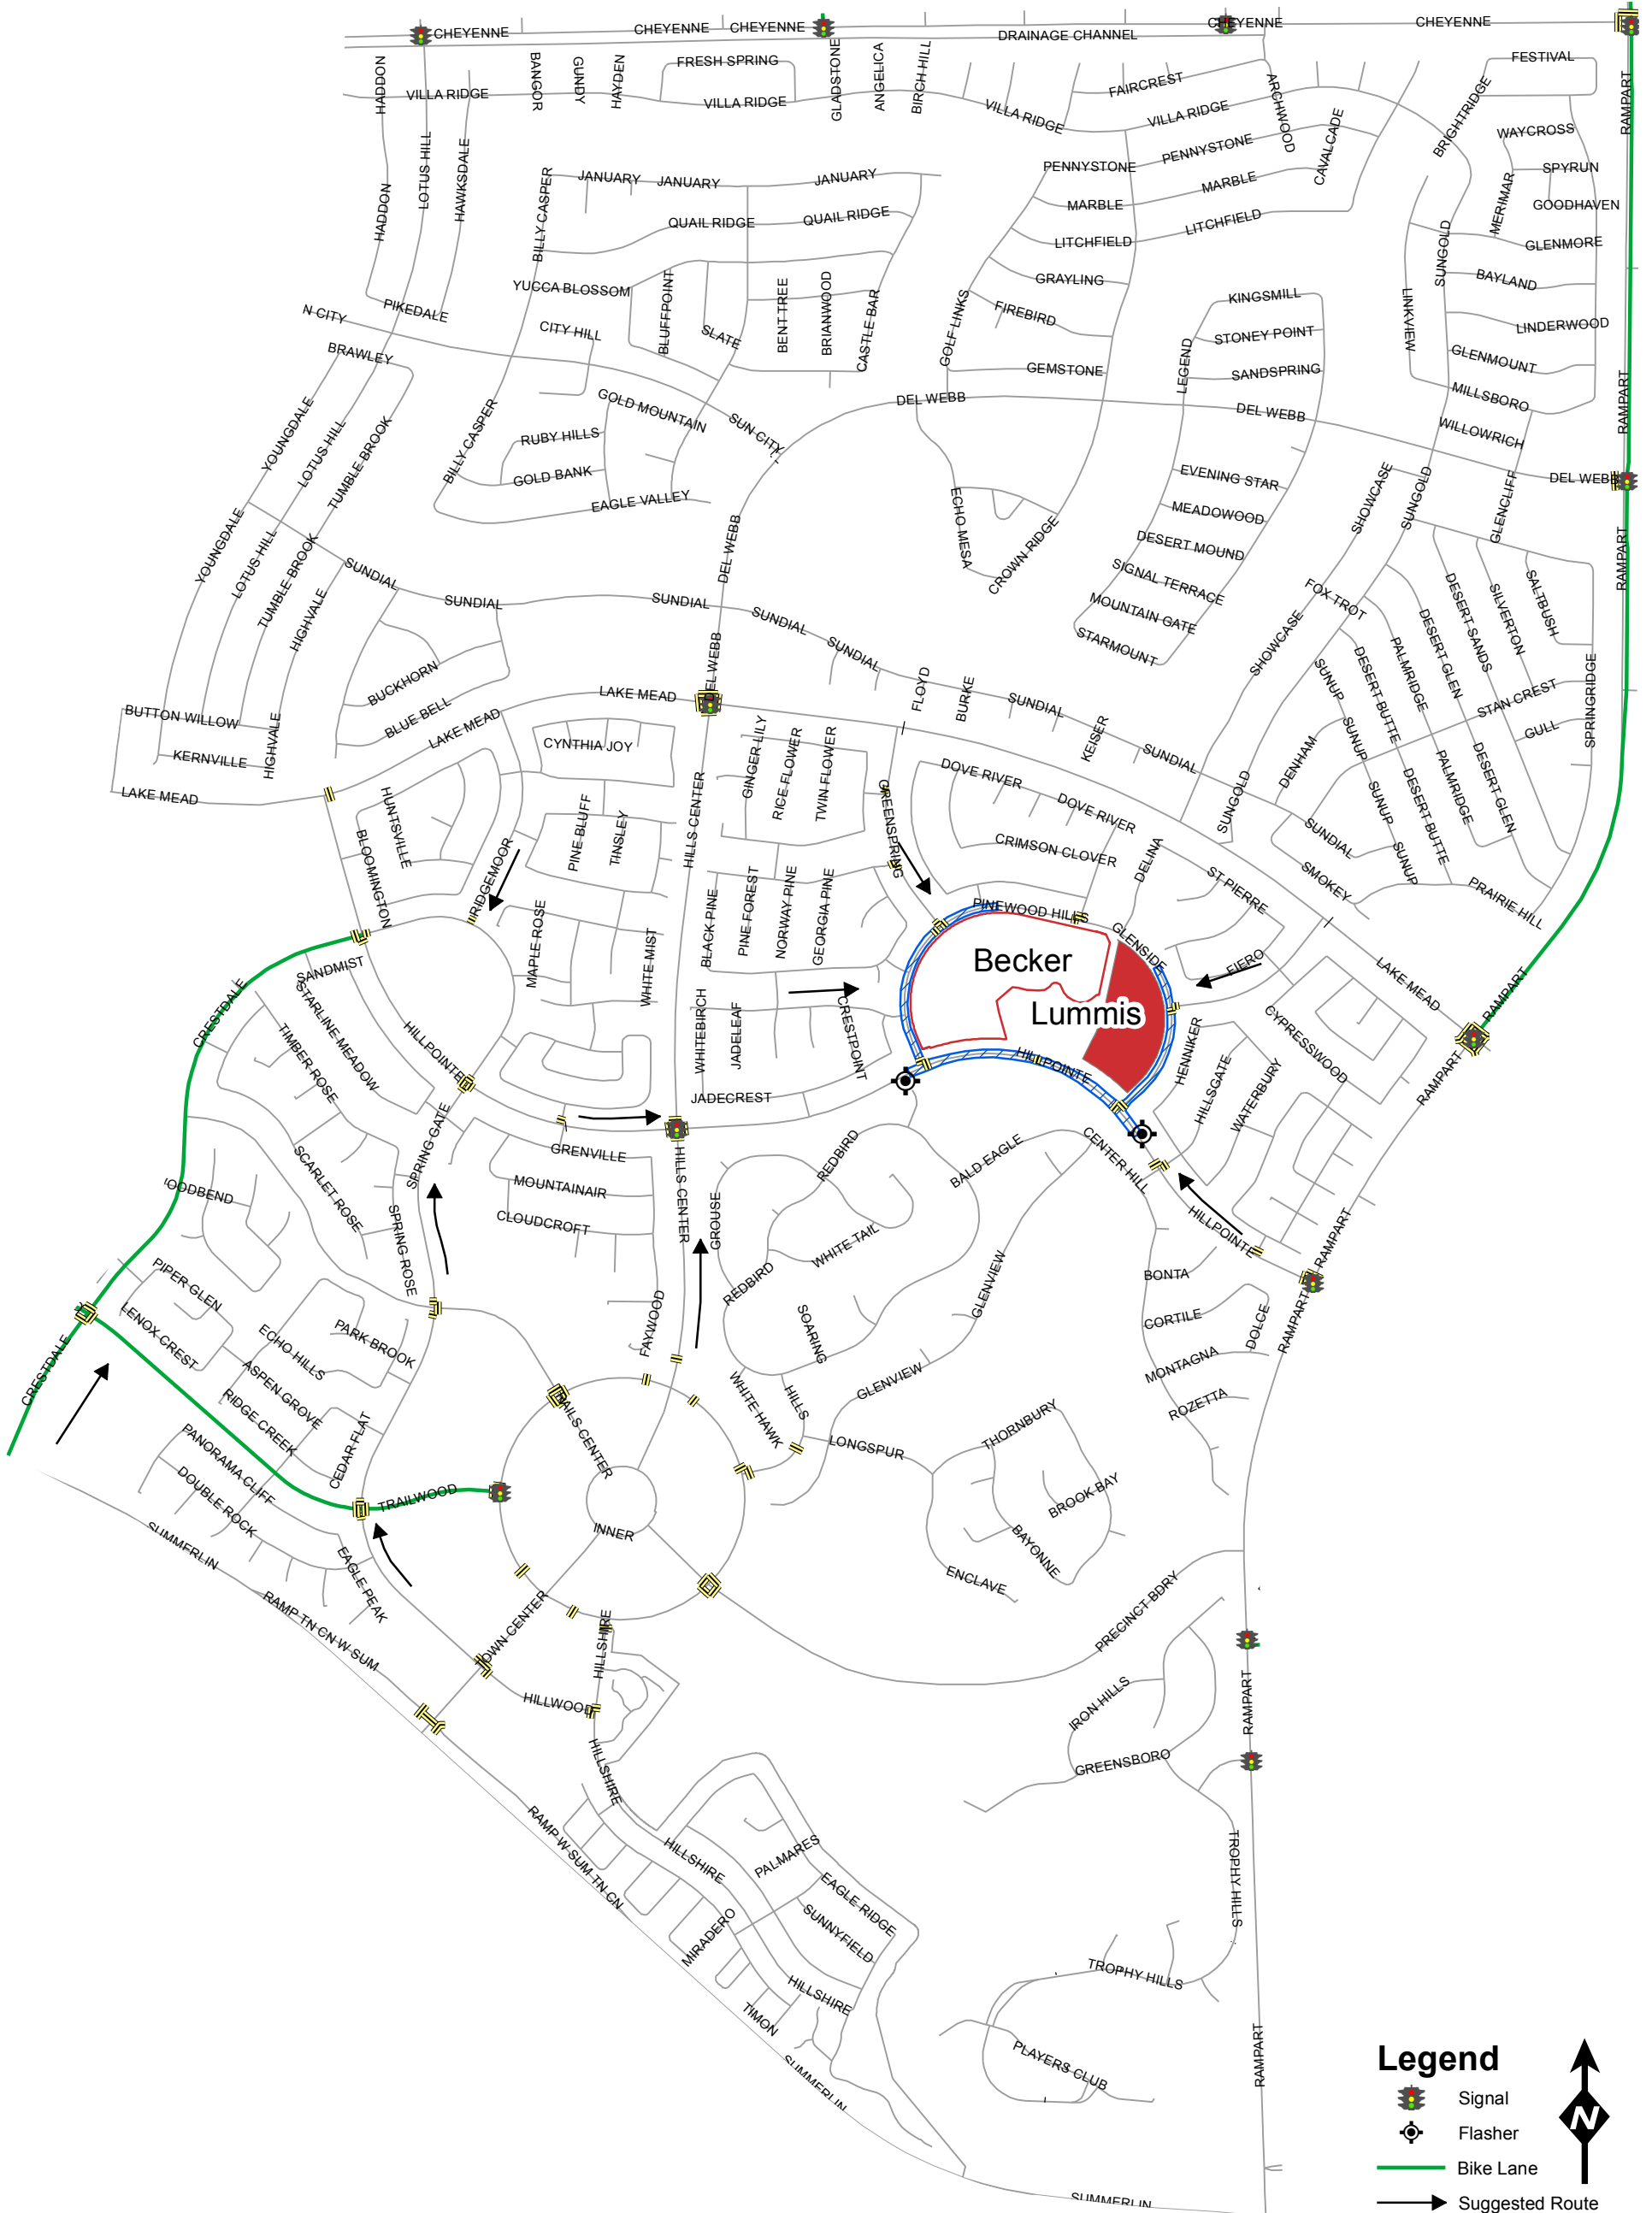 CHEYENNE
CHEYENNE
CHEYENNE
CHEYENNE
CHEYENNE
DRAINAGE CHANNEL
HADDON
BANGOR
GUNDY
HAYDEN
FRESH SPRING
GLADSTONE
ANGELICA
BIRCH HILL
FAIRCREST
ARCHWOOD
FESTIVAL
BRIGHTRIDGE
RAMPART
VILLA RIDGE
VILLA RIDGE
VILLA RIDGE
VILLA RIDGE
CAVALCADE
WAYCROSS
LOTUS HILL
HAWKSDALE
PENNYSTONE
PENNYSTONE
SPYRUN
HADDON
BILLY CASPER
JANUARY
JANUARY
JANUARY
MARBLE
MARBLE
MERIMAR
GOODHAVEN
QUAIL RIDGE
QUAIL RIDGE
LITCHFIELD
LITCHFIELD
SUNGOLD
GLENMORE
YUCCA BLOSSOM
BLUFFPOINT
GRAYLING
BAYLAND
KINGSMILL
N CITY
PIKEDALE
CITY HILL
SLATE
BENT TREE
BRIANWOOD
CASTLE BAR
GOLF LINKS
FIREBIRD
LINKVIEW
LINDERWOOD
STONEY POINT
BRAWLEY
LEGEND
GLENMOUNT
GEMSTONE
SANDSPRING
MILLSBORO
RAMPART
GOLD MOUNTAIN
SUN CITY
DEL WEBB
DEL WEBB
WILLOWRICH
YOUNGDALE
LOTUS HILL
TUMBLE BROOK
BILLY CASPER
RUBY HILLS
GOLD BANK
EAGLE VALLEY
EVENING STAR
SHOWCASE
SUNGOLD
GLENCLIFF
DEL WEBB
MEADOWOOD
ECHO MESA
CROWN RIDGE
DESERT MOUND
DEL WEBB
RAMPART
YOUNGDALE
LOTUS HILL
TUMBLE BROOK
HIGHVALE
SUNDIAL
SUNDIAL
SUNDIAL
SUNDIAL
SUNDIAL
SIGNAL TERRACE
MOUNTAIN GATE
STARMOUNT
FOX TROT
SHOWCASE
DESERT SANDS
SILVERTON
SALTBUSH
DESERT GLEN
PALMRIDGE
DESERT BUTTE
SUNUP
BUCKHORN
BLUE BELL
LAKE MEAD
DEL WEBB
FLOYD
BURKE
SUNDIAL
KEISER
SUNDIAL
STAN CREST
GULL
SPRINGRIDGE
BUTTON WILLOW
KERNVILLE
HIGHVALE
LAKE MEAD
LAKE MEAD
CYNTHIA JOY
GINGER LILY
RICE FLOWER
TWIN FLOWER
GREENSPRING
DOVE RIVER
DOVE RIVER
SUNGOLD
DENHAM
SUNUP
SUNUP
SUNUP
DESERT BUTTE
PALMRIDGE
DESERT GLEN
HUNTSVILLE
BLOOMINGTON
RIDGEMOOR
PINE BLUFF
TINSLEY
HILLS CENTER
CRIMSON CLOVER
DELINA
SUNDIAL
SMOKEY
ST PIERRE
PRAIRIE HILL
MAPLE ROSE
WHITE MIST
BLACK PINE
PINE FOREST
NORWAY PINE
GEORGIA PINE
PINEWOOD HILLS
GLENSIDE
FIERO
LAKE MEAD
RAMPART
Becker
Lummis
SANDMIST
CRESTDALE
STARLINE MEADOW
TIMBER ROSE
HILLPOINTE
WHITEBIRCH
JADELEAF
CRESTPOINT
HILLPOINTE
HENNIKER
HILLSGATE
WATERBURY
CYPRESSWOOD
RAMPART
JADECREST
SPRING GATE
GRENVILLE
MOUNTAINAIR
CLOUDCROFT
HILLS CENTER
GROUSE
REDBIRD
WHITE TAIL
REDBIRD
BALD EAGLE
CENTER HILL
HILLPOINTE
RAMPART
SCARLET ROSE
SPRING ROSE
GLENVIEW
BONTA
CORTILE
DOLCE
RAMPART
MONTAGNA
ROZETTA
PIPER GLEN
LENOX CREST
ECHO HILLS
PARK BROOK
ASPEN GROVE
RIDGE CREEK
CEDAR FLAT
CRESTDALE
FAYWOOD
SOARING
GLENVIEW
WHITE HAWK
HILLS
LONGSPUR
THORNBURY
BROOK BAY
BAYONNE
ENCLAVE
PANORAMA CLIFF
DOUBLE ROCK
TRAILWOOD
INNER
SUMMERLIN
EAGLE PEAK
RAMP TN CN W SUM
HILLSHIRE
HILLWOOD
HILLSHIRE
PRECINCT BDRY
IRON HILLS
GREENSBORO
RAMPART
TROPHY HILLS
RAMP W SUM TN CN
HILLSHIRE
PALMARES
EAGLE RIDGE
SUNNYFIELD
MIRADERO
HILLSHIRE
TIMON
SUMMERLIN
TROPHY HILLS
PLAYERS CLUB
RAMPART
SUMMERLIN
Legend
Signal
Flasher
Bike Lane
Suggested Route
N